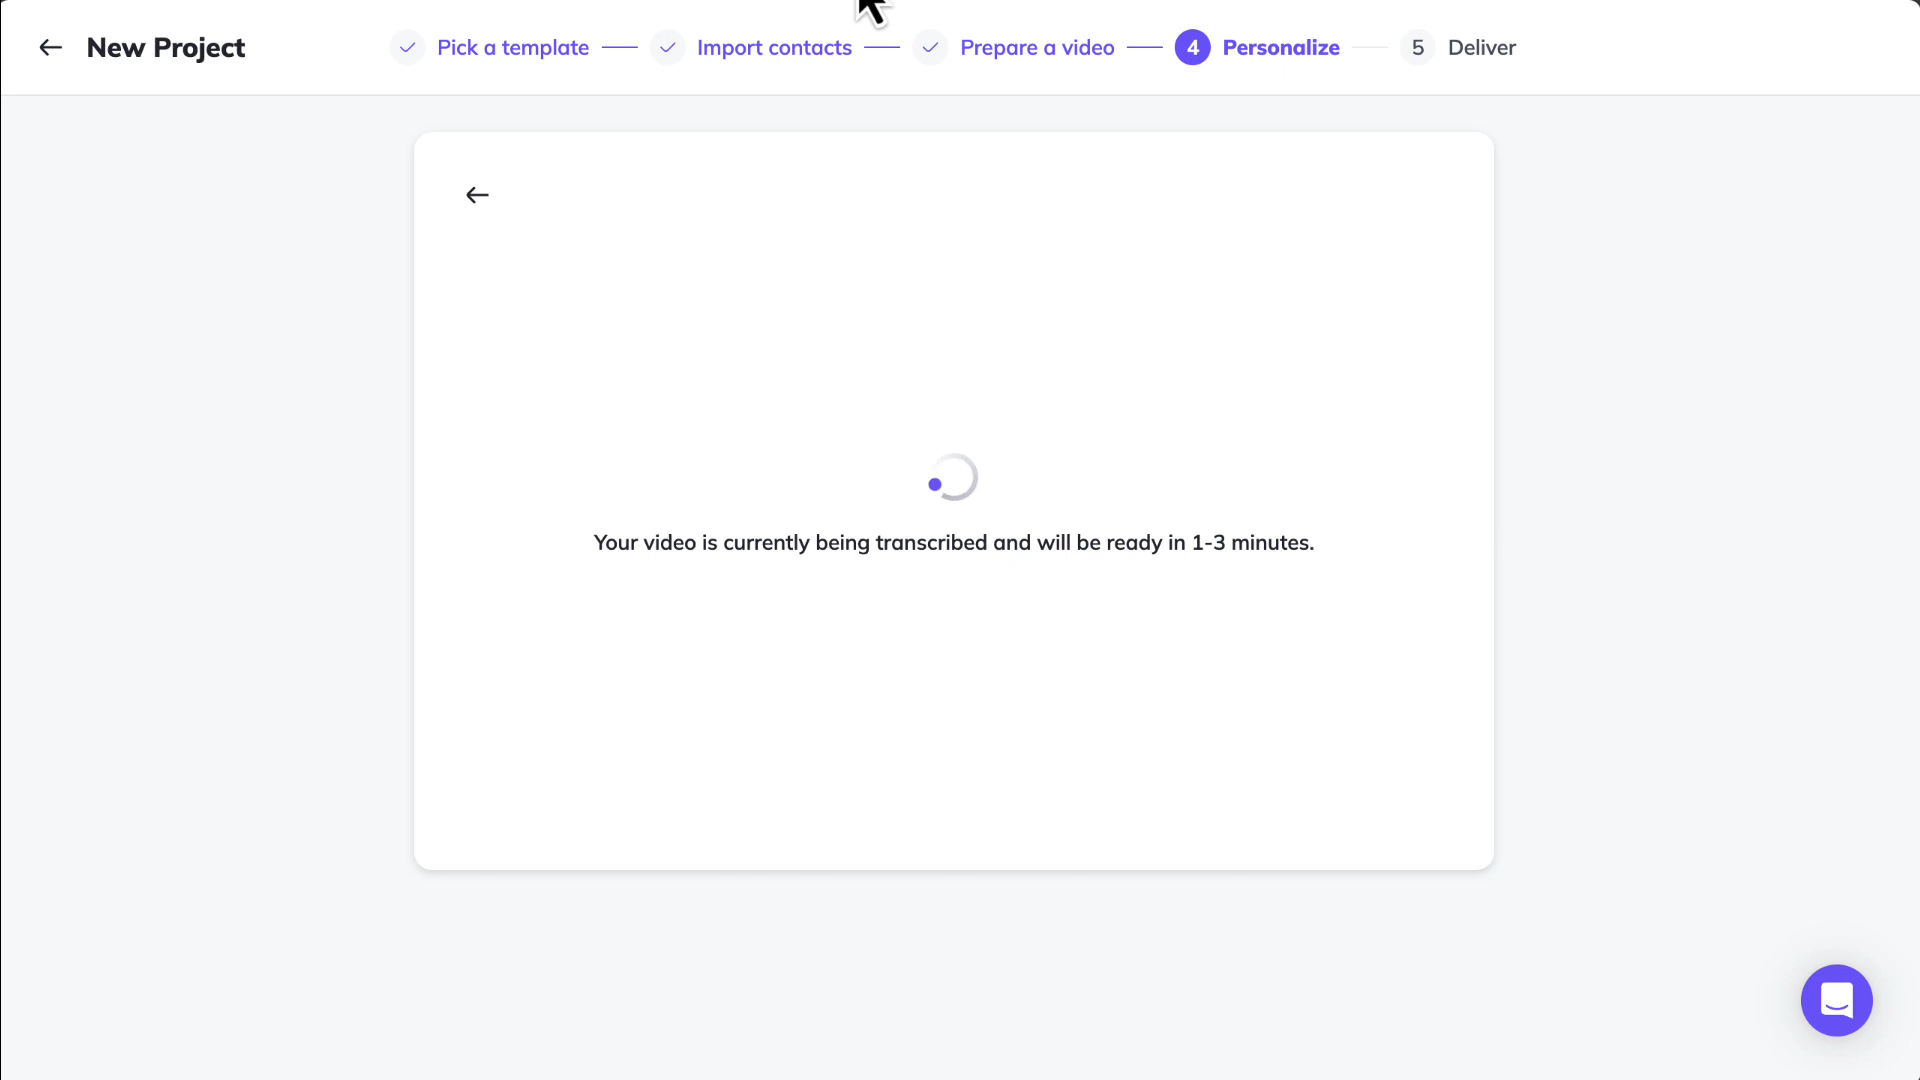 New Project
Pick a template
Import contacts
Prepare a video
4 Personalize
5 Deliver
Your video is currently being transcribed and will be ready in 1-3 minutes.